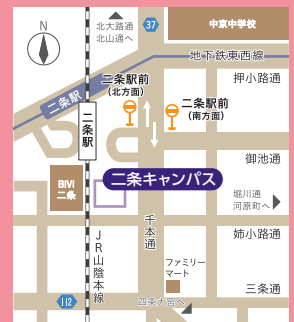 N
北大路通
北山通へ
37
中京中学校
地下鉄東西線
押小路通
二条駅前
(北方面)
二条駅前
(南方面)
二条駅
二条駅
御池通
BiVi
二条
二条キャンパス
堀川通
河原町へ
千本通
姉小路通
JR山陰本線
ファミリー
マート
三条通
112
四条大宮へ